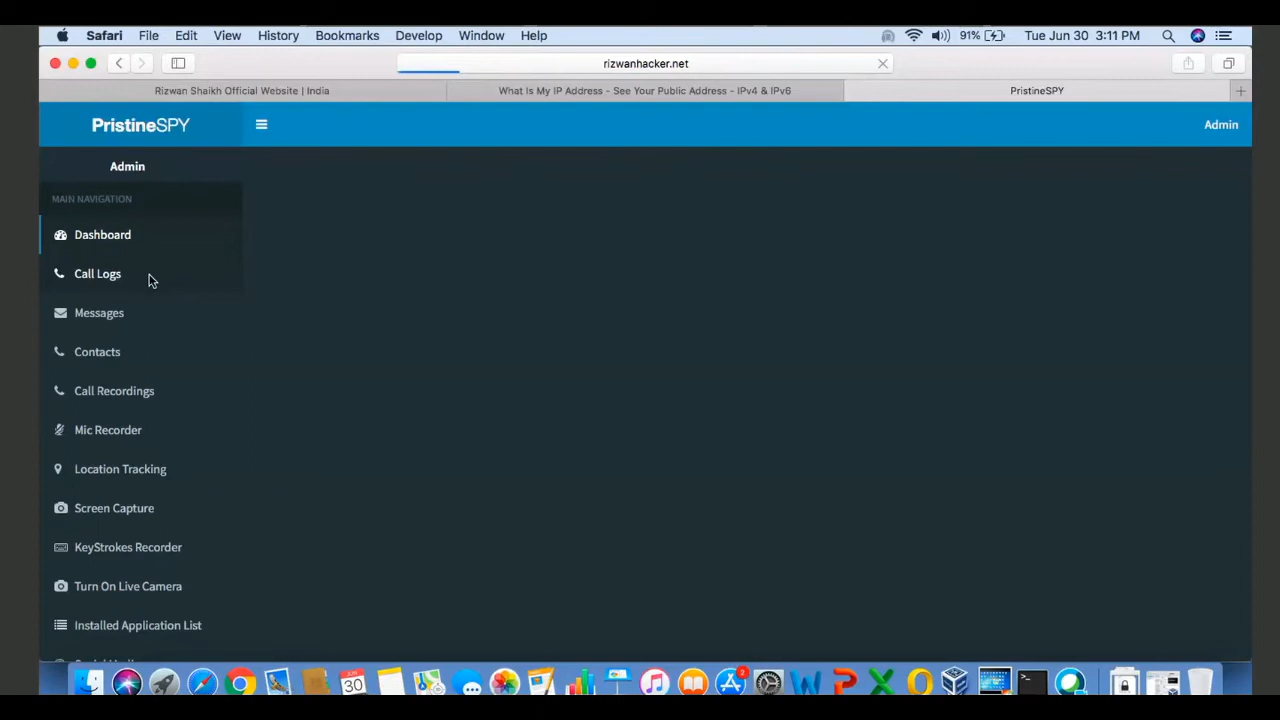 Safari File Edit View History Bookmarks Develop Window Help 91% Tue Jun 30 3:11 PM
rizwanhacker.net
Rizwan Shaikh Official Website | India What Is My IP Address - See Your Public Address - IPv4 & IPv6 PristineSPY
PristineSPY Admin
Admin
MAIN NAVIGATION
Dashboard
Call Logs
Messages
Contacts
Call Recordings
Mic Recorder
Location Tracking
Screen Capture
KeyStrokes Recorder
Turn On Live Camera
Installed Application List
30 2